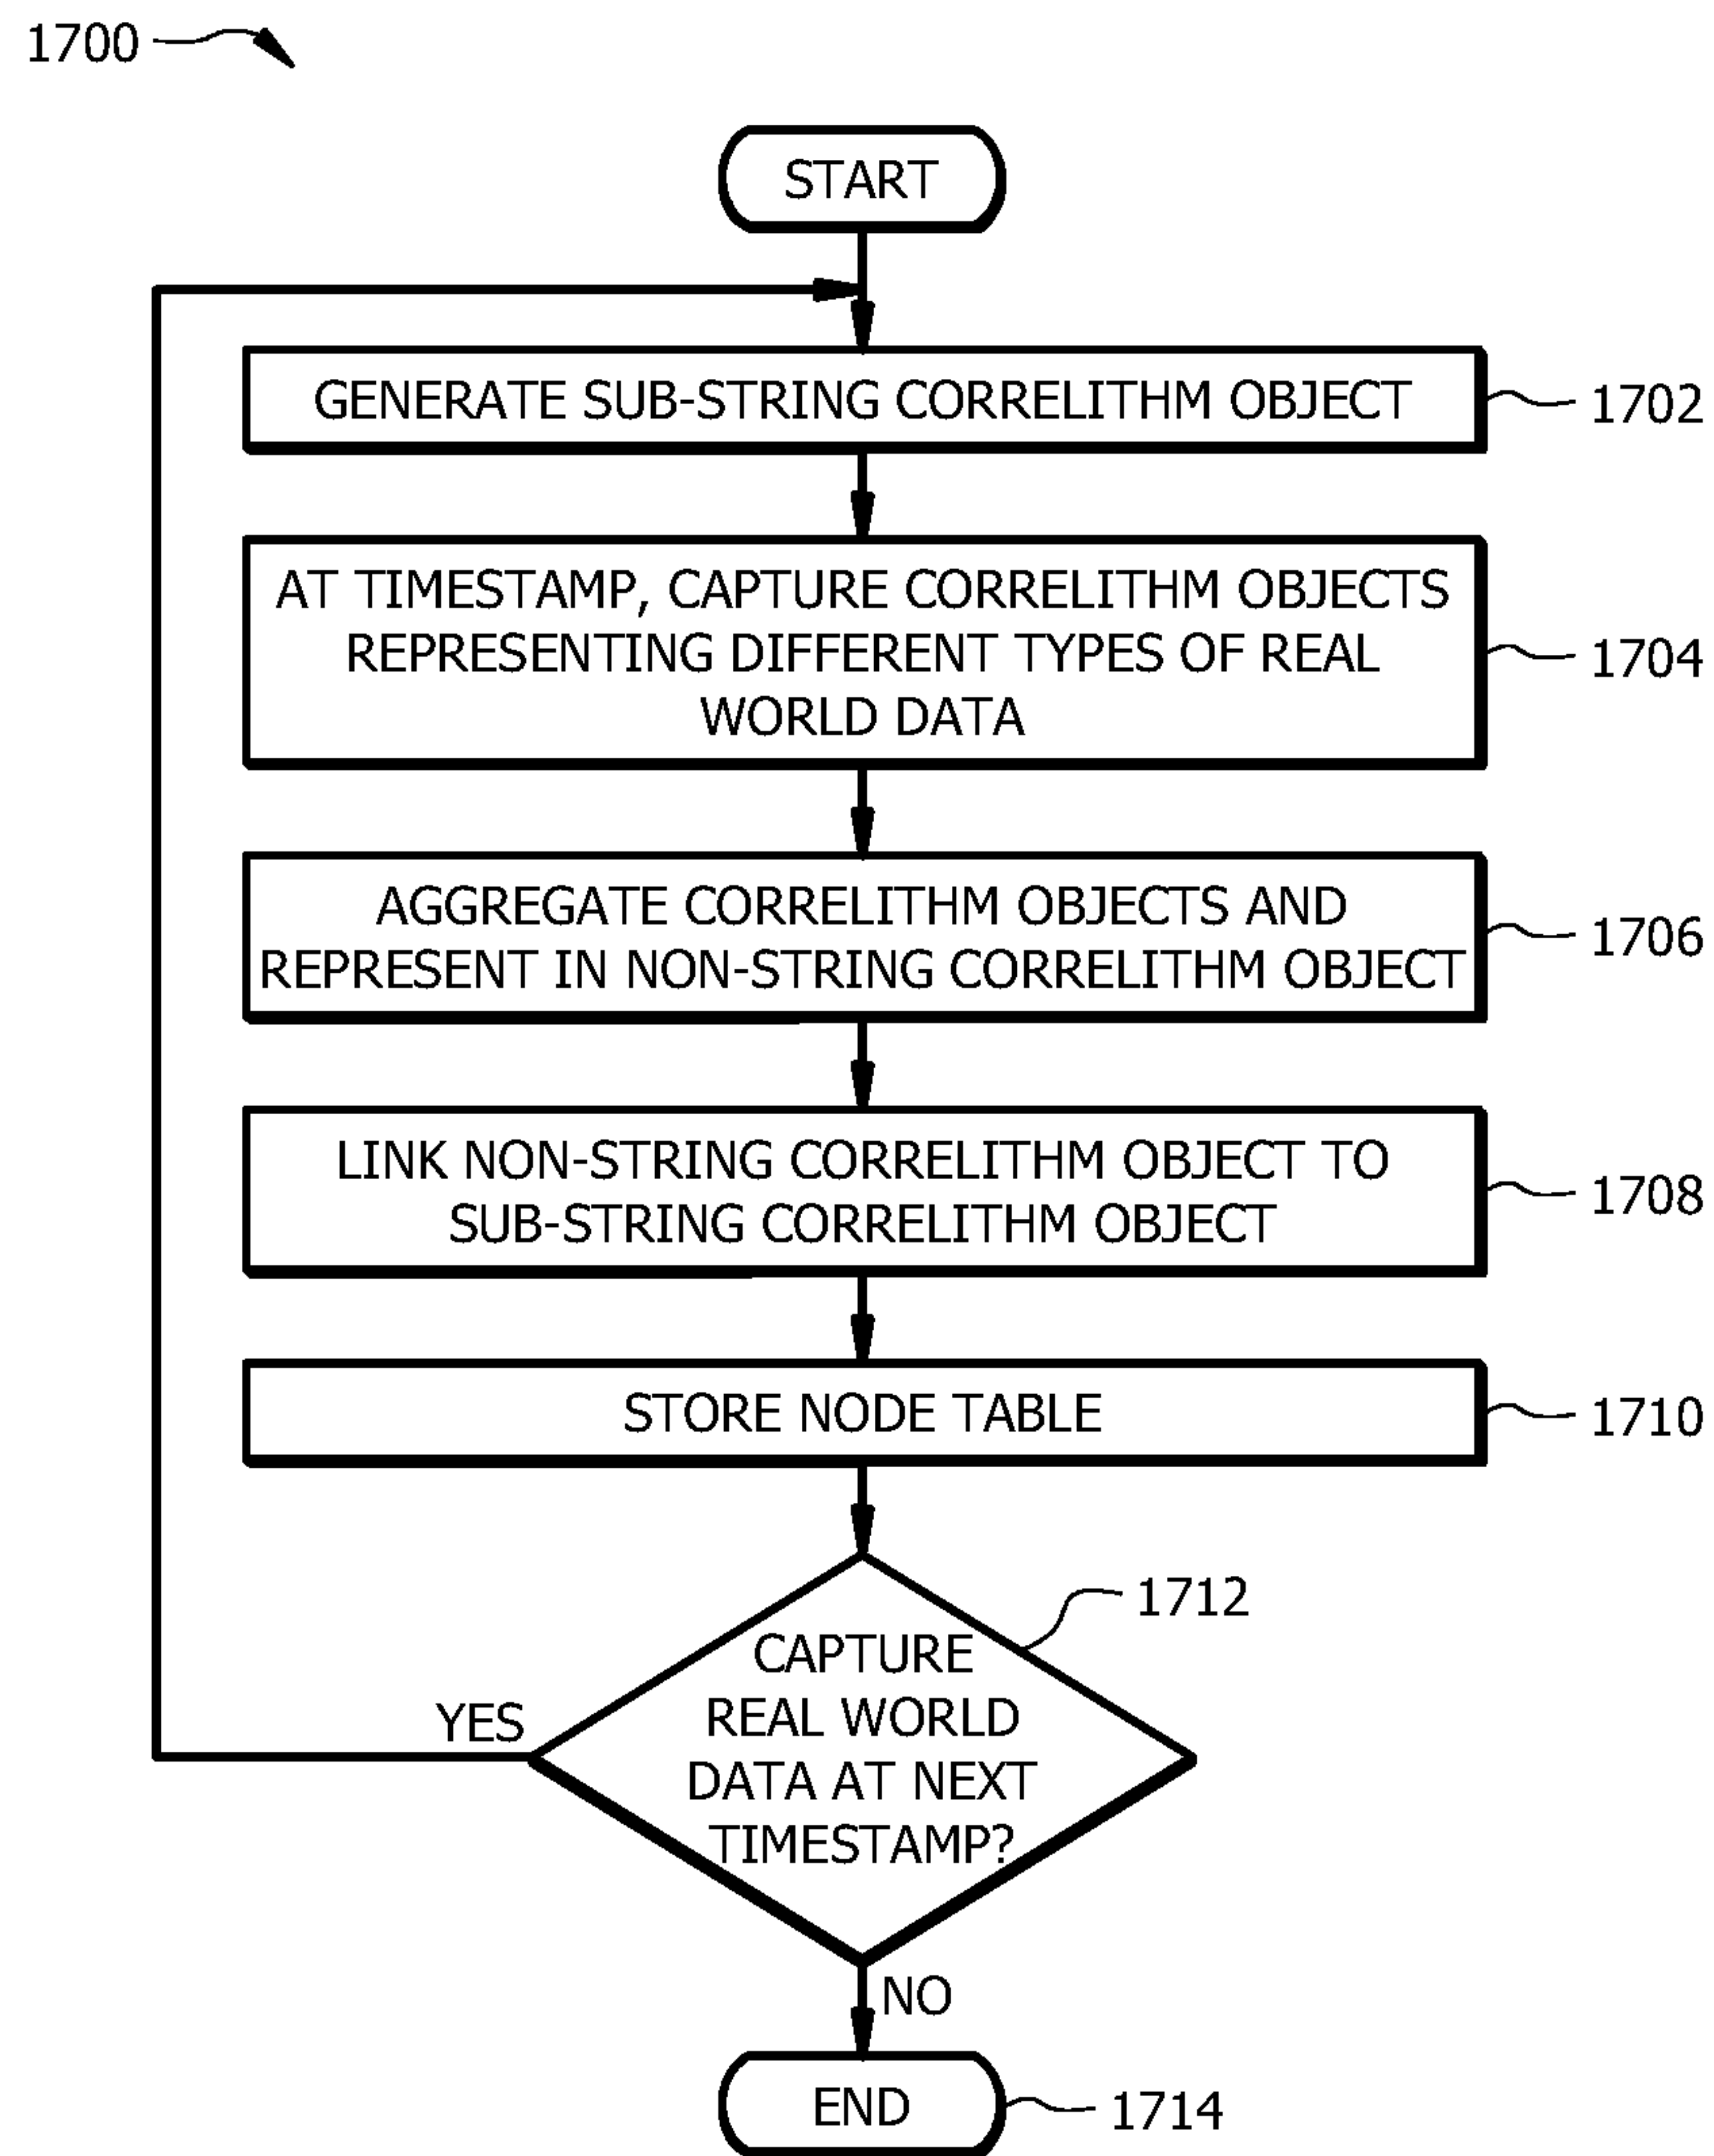 1700
START
GENERATE SUB-STRING CORRELITHM OBJECT
1702
AT TIMESTAMP, CAPTURE CORRELITHM OBJECTS
REPRESENTING DIFFERENT TYPES OF REAL
WORLD DATA
1704
AGGREGATE CORRELITHM OBJECTS AND
REPRESENT IN NON-STRING CORRELITHM OBJECT
1706
LINK NON-STRING CORRELITHM OBJECT TO
SUB-STRING CORRELITHM OBJECT
1708
STORE NODE TABLE
1710
1712
CAPTURE
REAL WORLD
DATA AT NEXT
TIMESTAMP?
YES
NO
END
1714